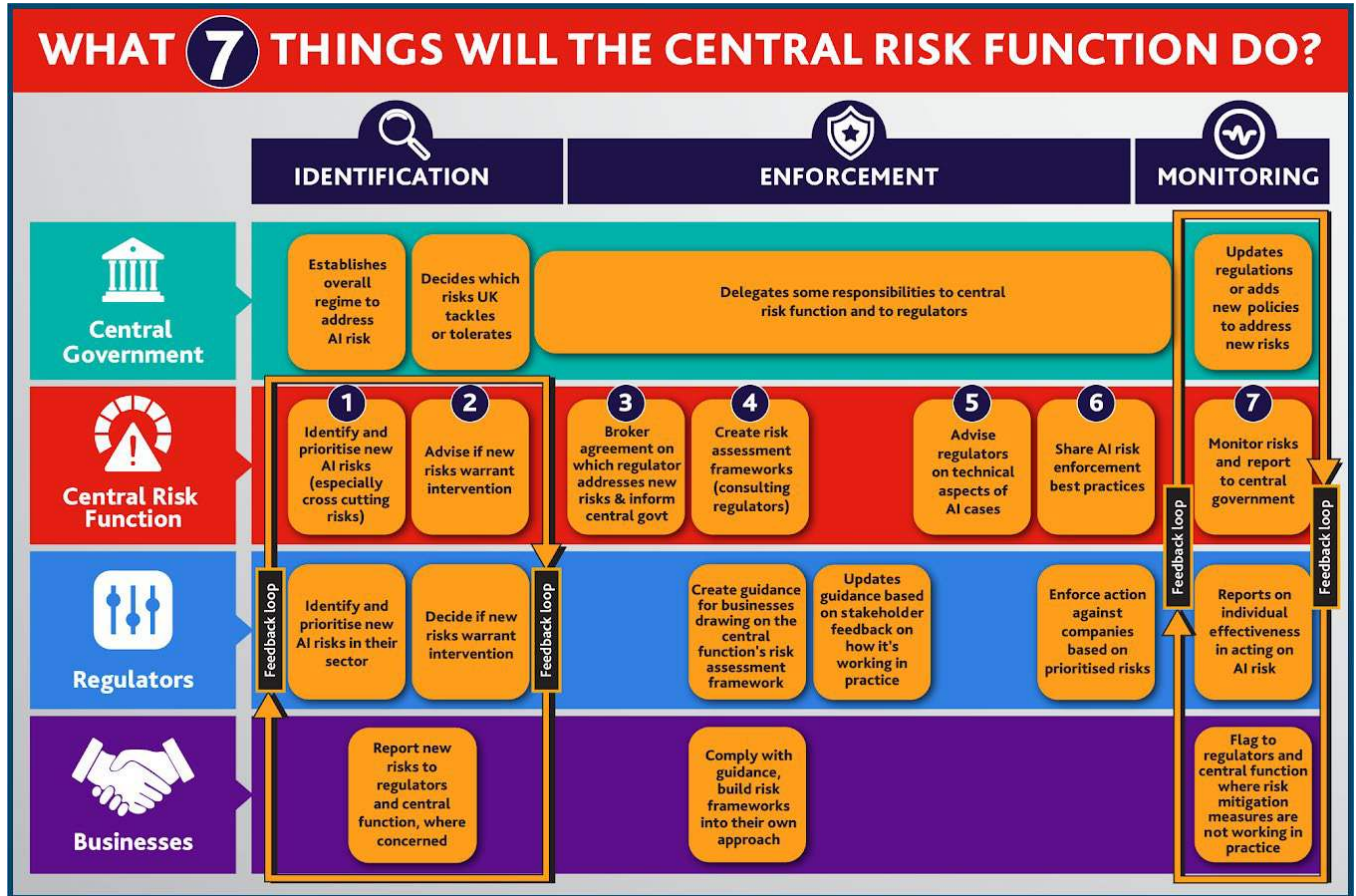 WHAT 7 THINGS WILL THE CENTRAL RISK FUNCTION DO?
IDENTIFICATION
ENFORCEMENT
MONITORING
Central
Government
Establishes
overall
regime to
address
AI risk
Decides which
risks UK
tackles
or tolerates
Delegates some responsibilities to central
risk function and to regulators
Updates
regulations
or adds
new policies
to address
new risks
Central Risk
Function
1
Identify and
prioritise new
AI risks
(especially
cross cutting
risks)
2
Advise if new
risks warrant
intervention
3
Broker
agreement on
which regulator
addresses new
risks & inform
central govt
4
Create risk
assessment
frameworks
(consulting
regulators)
5
Advise
regulators
on technical
aspects of
AI cases
6
Share AI risk
enforcement
best practices
7
Monitor risks
and report
to central
government
Regulators
Feedback loop
Identify and
prioritise new
AI risks in their
sector
Decide if new
risks warrant
intervention
Feedback loop
Create guidance
for businesses
drawing on the
central
function's risk
assessment
framework
Updates
guidance based
on stakeholder
feedback on
how it's
working in
practice
Enforce action
against
companies
based on
prioritised risks
Feedback loop
Reports on
individual
effectiveness
in acting on
AI risk
Feedback loop
Businesses
Report new
risks to
regulators
and central
function, where
concerned
Comply with
guidance,
build risk
frameworks
into their own
approach
Flag to
regulators and
central function
where risk
mitigation
measures are
not working in
practice